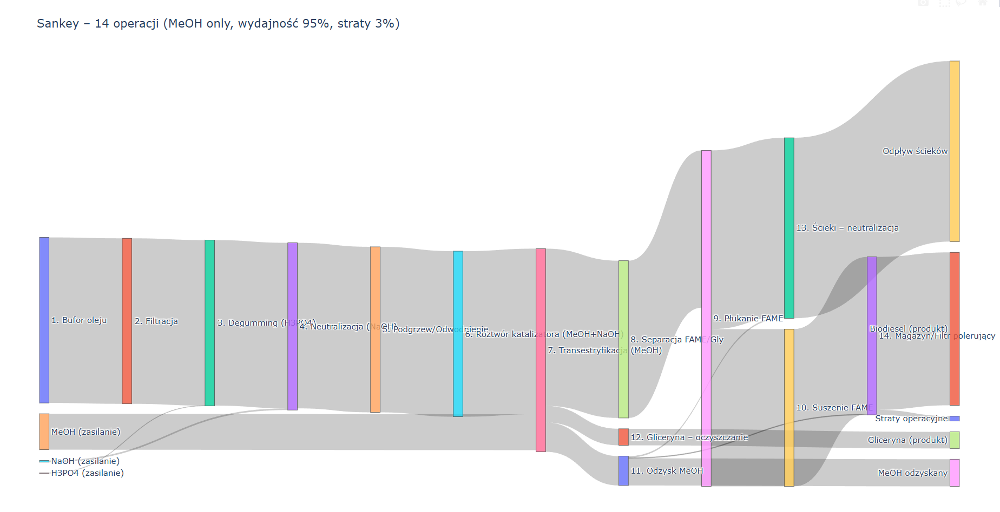 Sankey – 14 operacji (MeOH only, wydajność 95%, straty 3%)
Odpływ ścieków
13. Ścieki – neutralizacja
1. Bufor oleju
2. Filtracja
3. Degumming (H3PO4)
4. Neutralizacja (NaOH)
5. Podgrzew/Odwodnienie
6. Roztwór katalizatora (MeOH+NaOH)
7. Transestryfikacja (MeOH)
8. Separacja FAME/Gly
9. Płukanie FAME
Biodiesel (produkt)
14. Magazyn/Filtr polerujący
10. Suszenie FAME
Straty operacyjne
MeOH (zasilanie)
12. Gliceryna – oczyszczanie
Gliceryna (produkt)
NaOH (zasilanie)
H3PO4 (zasilanie)
11. Odzysk MeOH
MeOH odzyskany